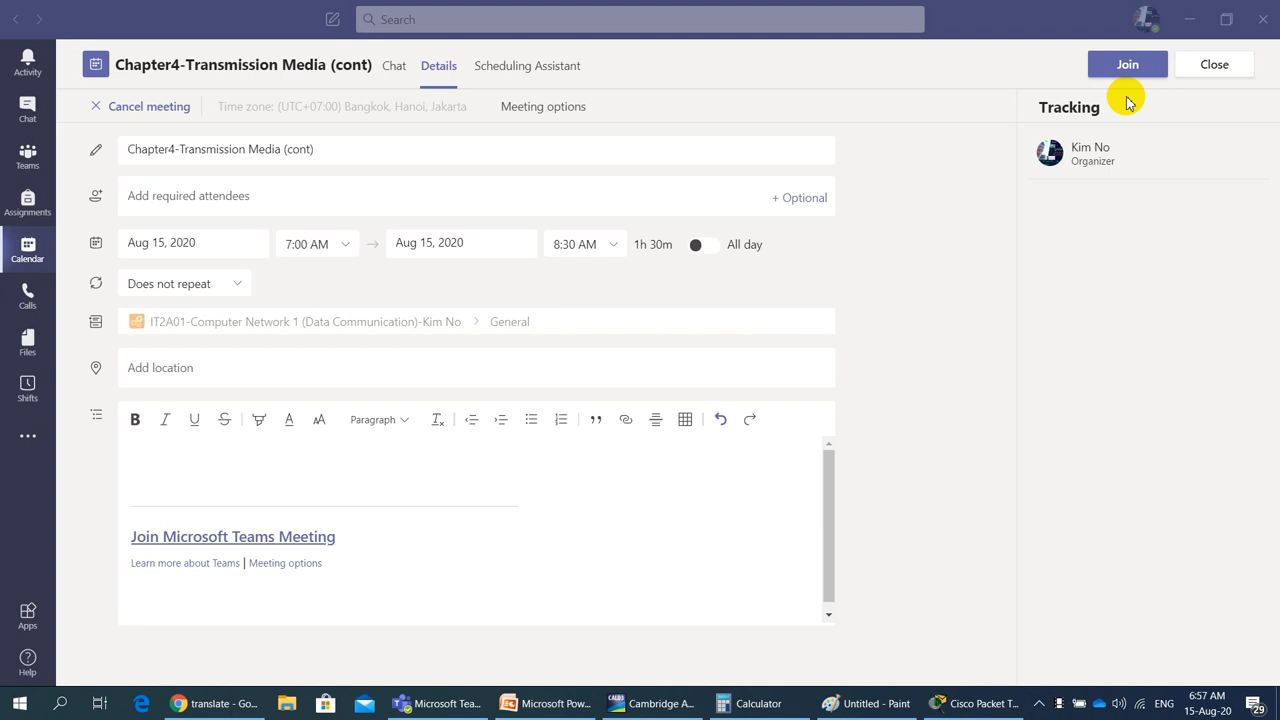 Search
Activity
Chat
Teams
Assignments
Calendar
Calls
Files
Shifts
Apps
Help
Chapter4-Transmission Media (cont) Chat Details Scheduling Assistant
Join Close
Cancel meeting Time zone: (UTC+07:00) Bangkok, Hanoi, Jakarta Meeting options
Chapter4-Transmission Media (cont)
Add required attendees + Optional
Aug 15, 2020 7:00 AM → Aug 15, 2020 8:30 AM 1h 30m All day
Does not repeat
IT2A01-Computer Network 1 (Data Communication)-Kim No > General
Add location
B I U S A AA Paragraph
Join Microsoft Teams Meeting
Learn more about Teams | Meeting options
Tracking
Kim No
Organizer
translate - Go...
Microsoft Team...
Microsoft Pow...
Cambridge A...
Calculator
Untitled - Paint
Cisco Packet T...
ENG
6:57 AM
15-Aug-20
29